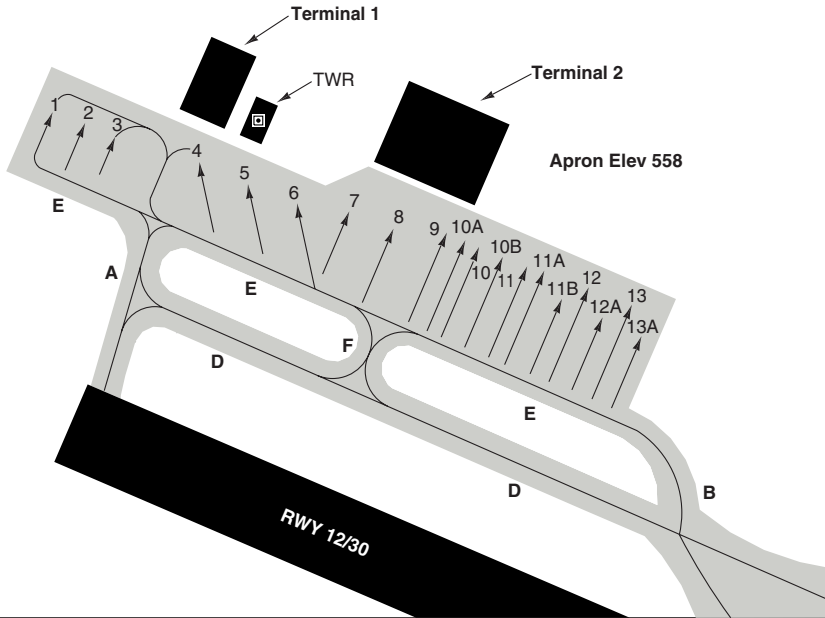 Terminal 1
TWR
Terminal 2
Apron Elev 558
1
2
3
4
5
6
7
8
9
10A
10
10B
11
11A
11B
12
12A
13
13A
E
A
E
D
F
E
D
B
RWY 12/30